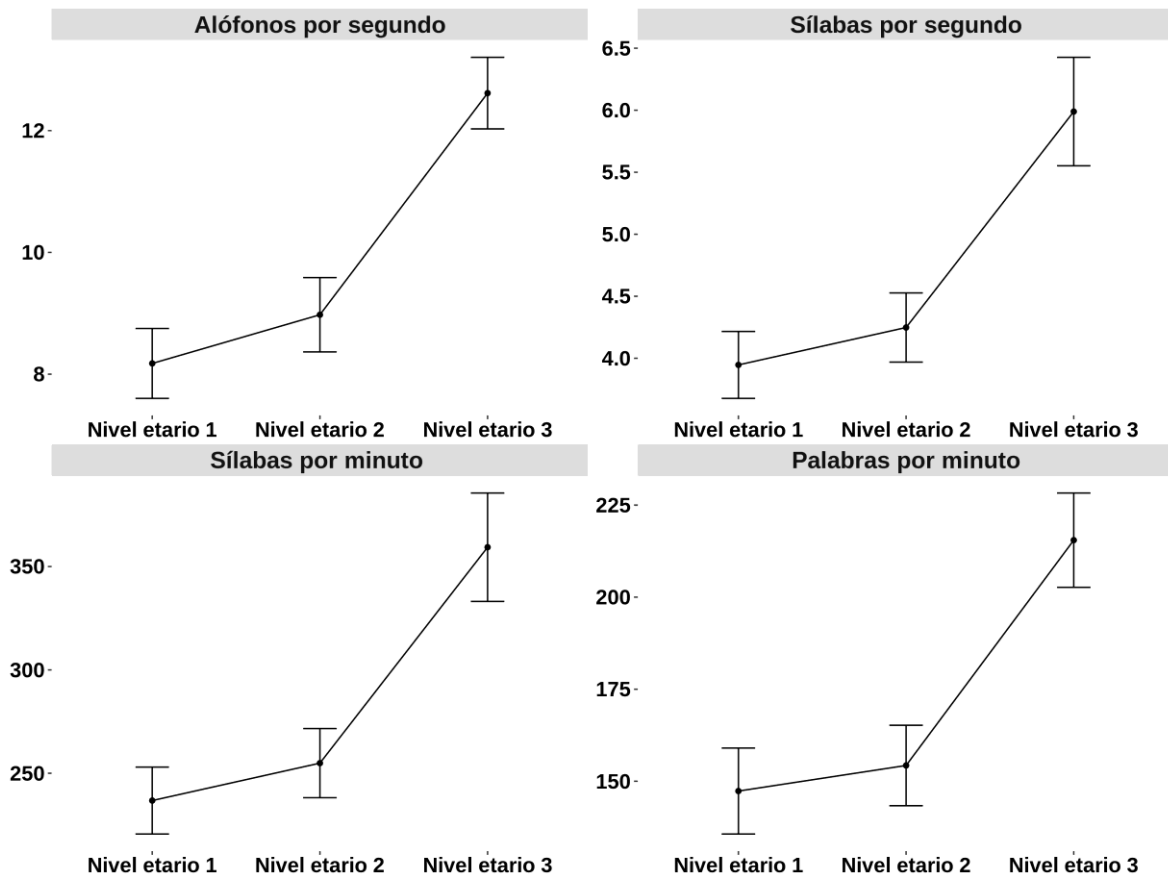 Alófonos por segundo
12
10
8
Nivel etario 1 Nivel etario 2 Nivel etario 3
Sílabas por segundo
6.5
6.0
5.5
5.0
4.5
4.0
Nivel etario 1 Nivel etario 2 Nivel etario 3
Sílabas por minuto
350
300
250
Nivel etario 1 Nivel etario 2 Nivel etario 3
Palabras por minuto
225
200
175
150
Nivel etario 1 Nivel etario 2 Nivel etario 3